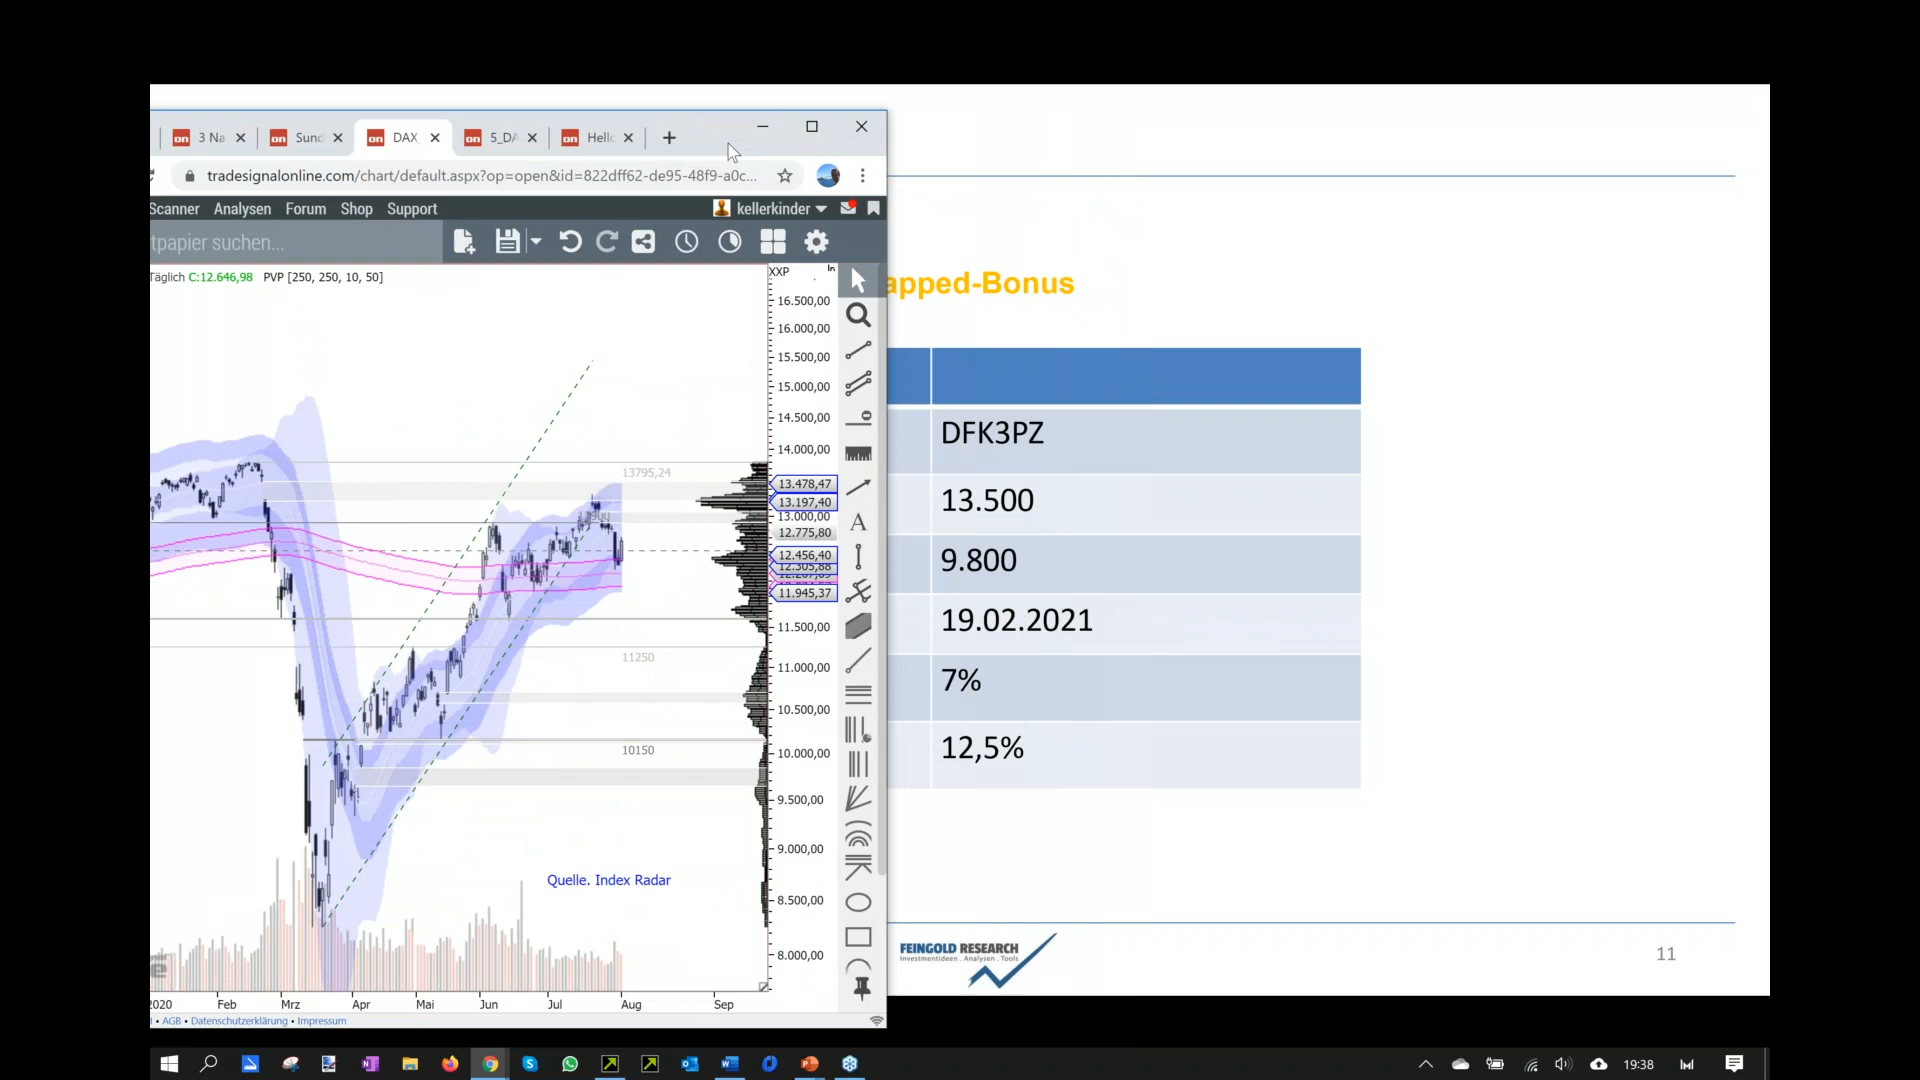 3 Na
Sund
DAX
5_DA
Hello
tradesignalonline.com/chart/default.aspx?op=open&id=822dff62-de95-48f9-a0c...
Scanner Analysen Forum Shop Support
kellerkinder
tpapier suchen...
Täglich C:12.646,98 PVP [250, 250, 10, 50]
XXP
ln
16.500,00
16.000,00
15.500,00
15.000,00
14.500,00
14.000,00
13795,24
13.478,47
13.197,40
13.000,00
12.775,80
12.456,40
12.305,88
11.945,37
11.500,00
11250
11.000,00
10.500,00
10150
10.000,00
9.500,00
9.000,00
8.500,00
8.000,00
Quelle. Index Radar
2020 Feb Mrz Apr Mai Jun Jul Aug Sep
• AGB • Datenschutzerklärung • Impressum
apped-Bonus
DFK3PZ
13.500
9.800
19.02.2021
7%
12,5%
FEINGOLD RESEARCH
Investmentideen . Analysen . Tools
11
19:38